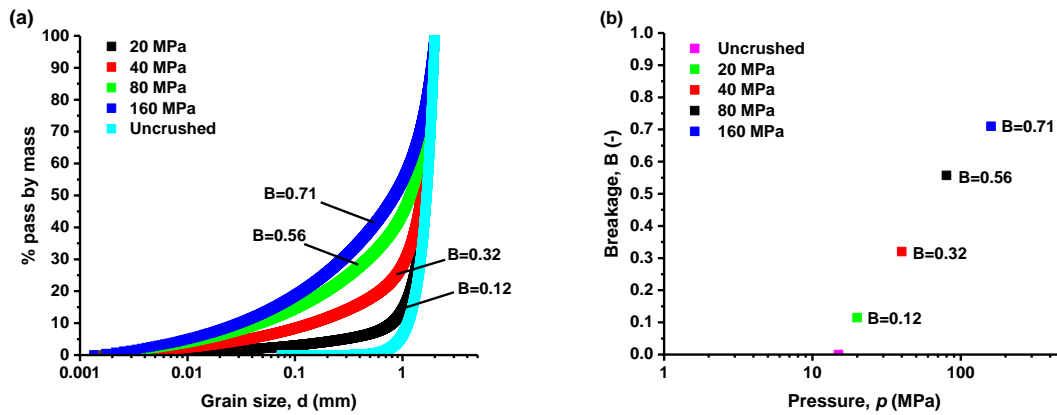 (a)
20 MPa
40 MPa
80 MPa
160 MPa
Uncrushed
% pass by mass
100
90
80
70
60
50
40
30
20
10
0
B=0.71
B=0.56
B=0.32
B=0.12
0.001
0.01
0.1
1
Grain size, d (mm)
(b)
Uncrushed
20 MPa
40 MPa
80 MPa
160 MPa
Breakage, B (-)
1.0
0.9
0.8
0.7
0.6
0.5
0.4
0.3
0.2
0.1
0.0
B=0.71
B=0.56
B=0.32
B=0.12
1
10
100
Pressure, p (MPa)